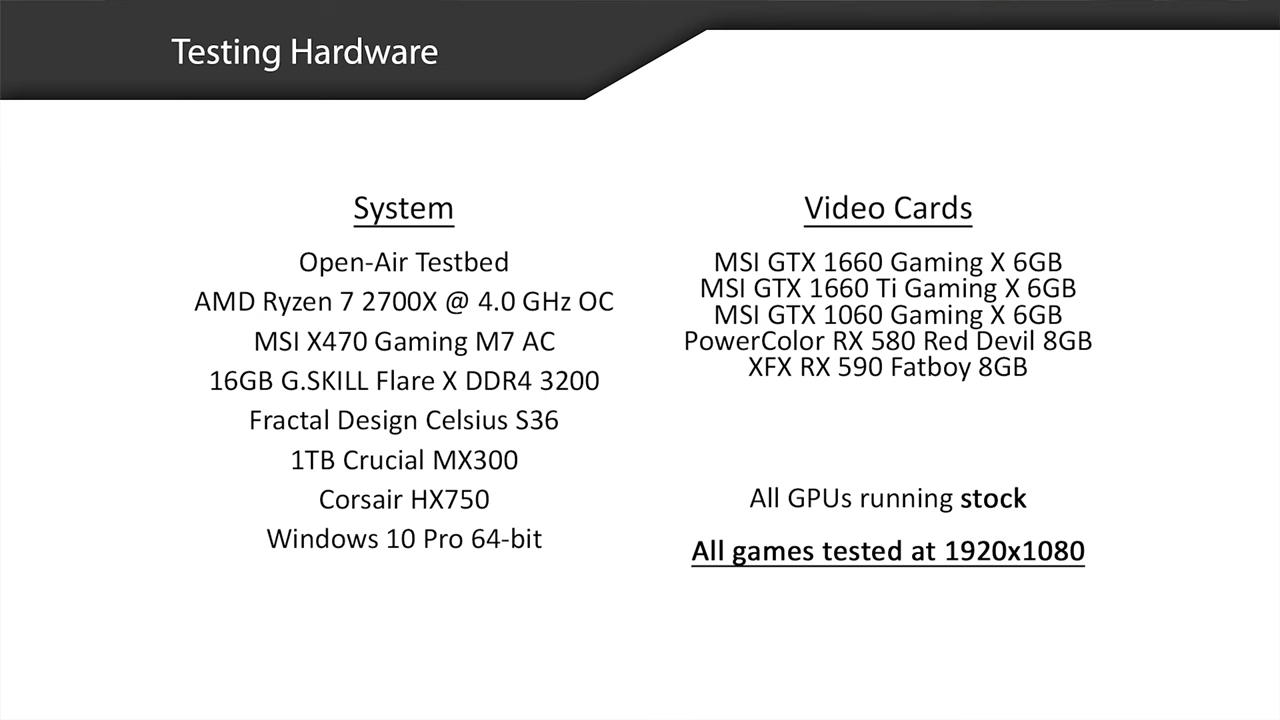 Testing Hardware
System
Open-Air Testbed
AMD Ryzen 7 2700X @ 4.0 GHz OC
MSI X470 Gaming M7 AC
16GB G.SKILL Flare X DDR4 3200
Fractal Design Celsius S36
1TB Crucial MX300
Corsair HX750
Windows 10 Pro 64-bit
Video Cards
MSI GTX 1660 Gaming X 6GB
MSI GTX 1660 Ti Gaming X 6GB
MSI GTX 1060 Gaming X 6GB
PowerColor RX 580 Red Devil 8GB
XFX RX 590 Fatboy 8GB
All GPUs running stock
All games tested at 1920x1080